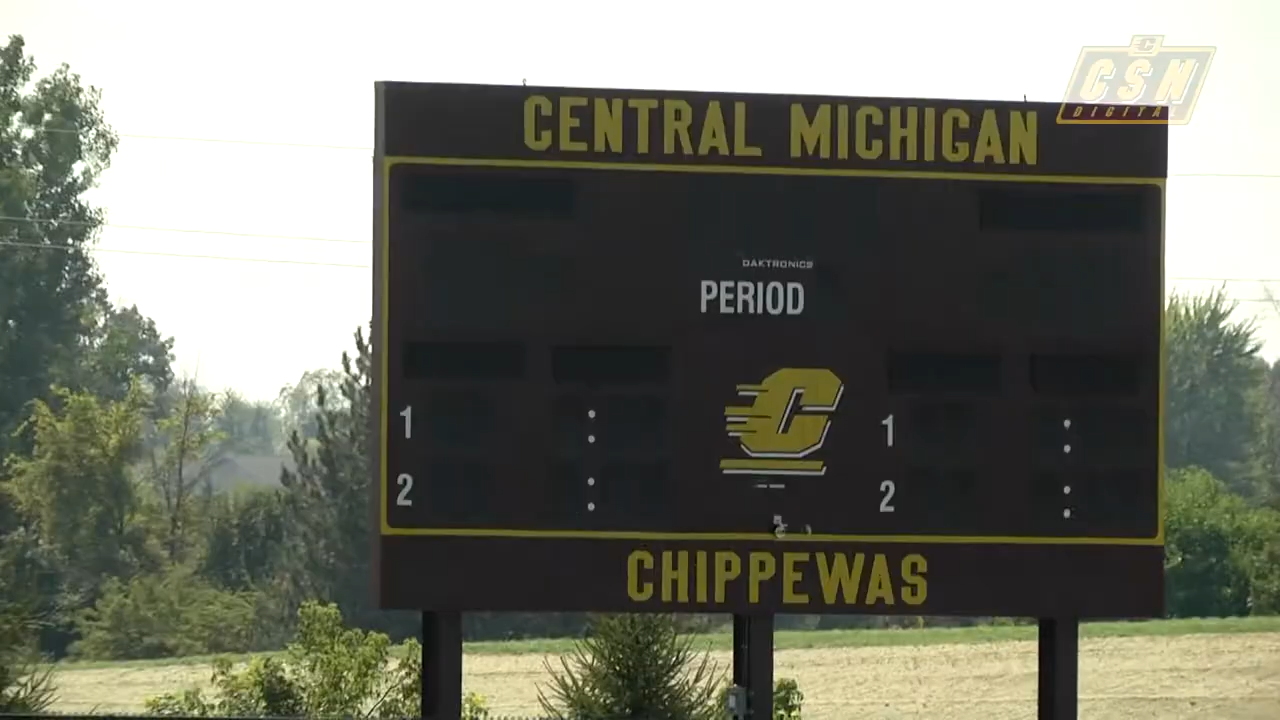 CSN
DIGITAL
CENTRAL MICHIGAN
DAKTRONICS
PERIOD
C
1 : 1 :
2 : 2 :
CHIPPEWAS